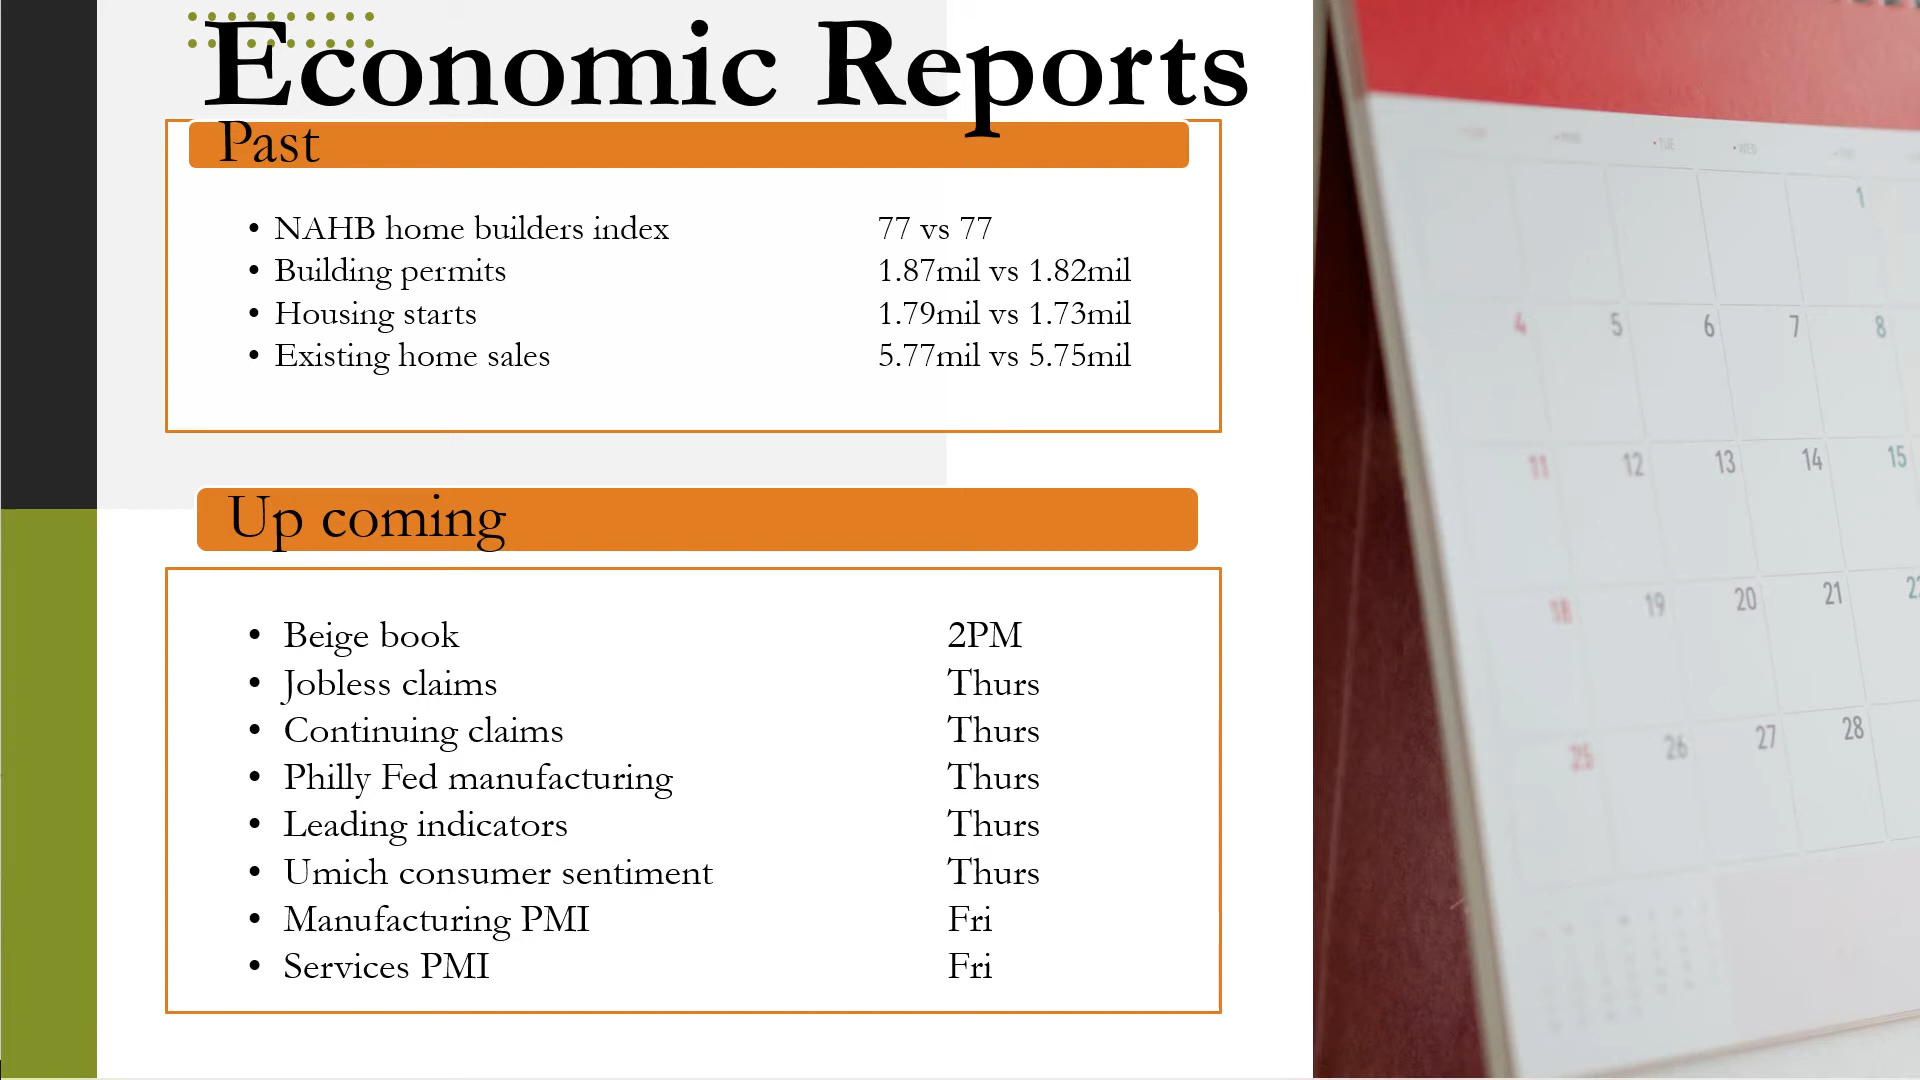 Economic Reports
Past
• NAHB home builders index 77 vs 77
• Building permits 1.87mil vs 1.82mil
• Housing starts 1.79mil vs 1.73mil
• Existing home sales 5.77mil vs 5.75mil
Up coming
• Beige book 2PM
• Jobless claims Thurs
• Continuing claims Thurs
• Philly Fed manufacturing Thurs
• Leading indicators Thurs
• Umich consumer sentiment Thurs
• Manufacturing PMI Fri
• Services PMI Fri
TUE WED
1
4 5 6 7 8
11 12 13 14 15
18 19 20 21
25 26 27 28